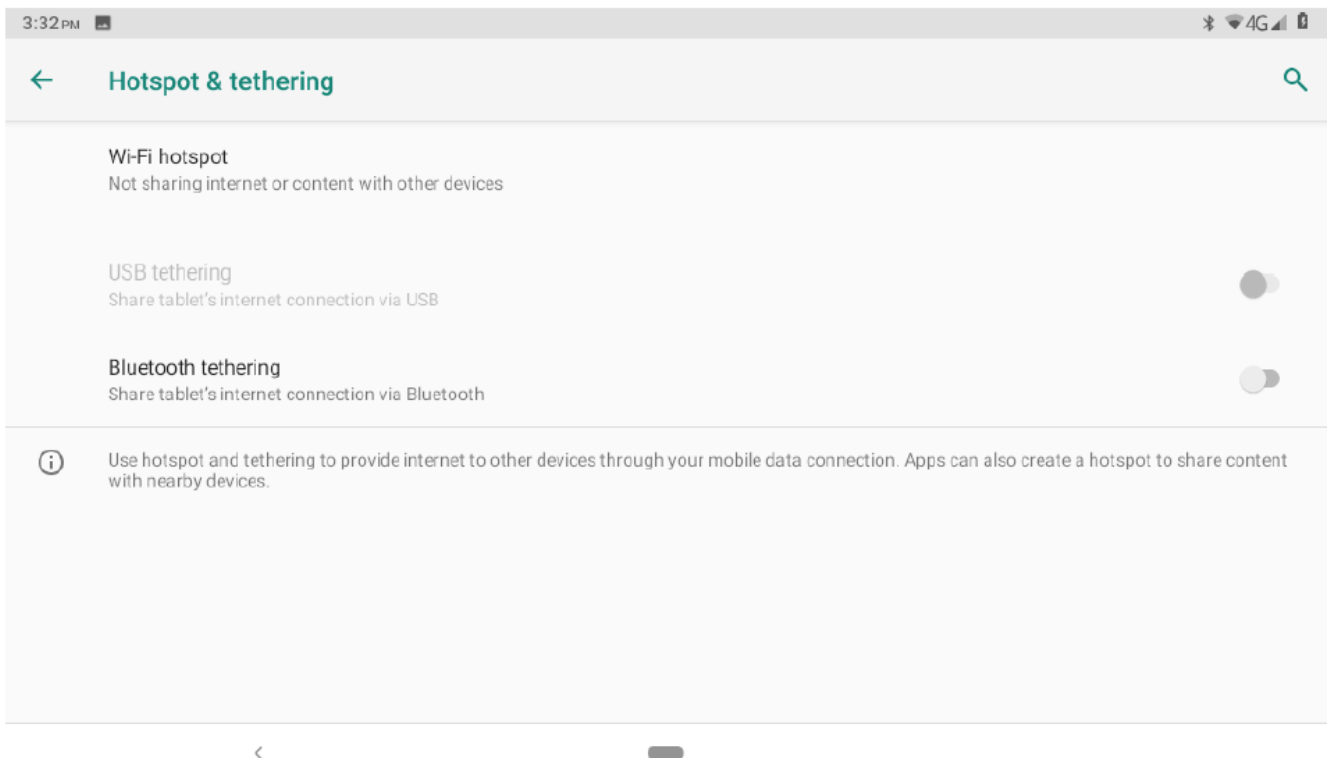 3:32 PM
4G
Hotspot & tethering
Wi-Fi hotspot
Not sharing internet or content with other devices
USB tethering
Share tablet's internet connection via USB
Bluetooth tethering
Share tablet's internet connection via Bluetooth
Use hotspot and tethering to provide internet to other devices through your mobile data connection. Apps can also create a hotspot to share content
with nearby devices.